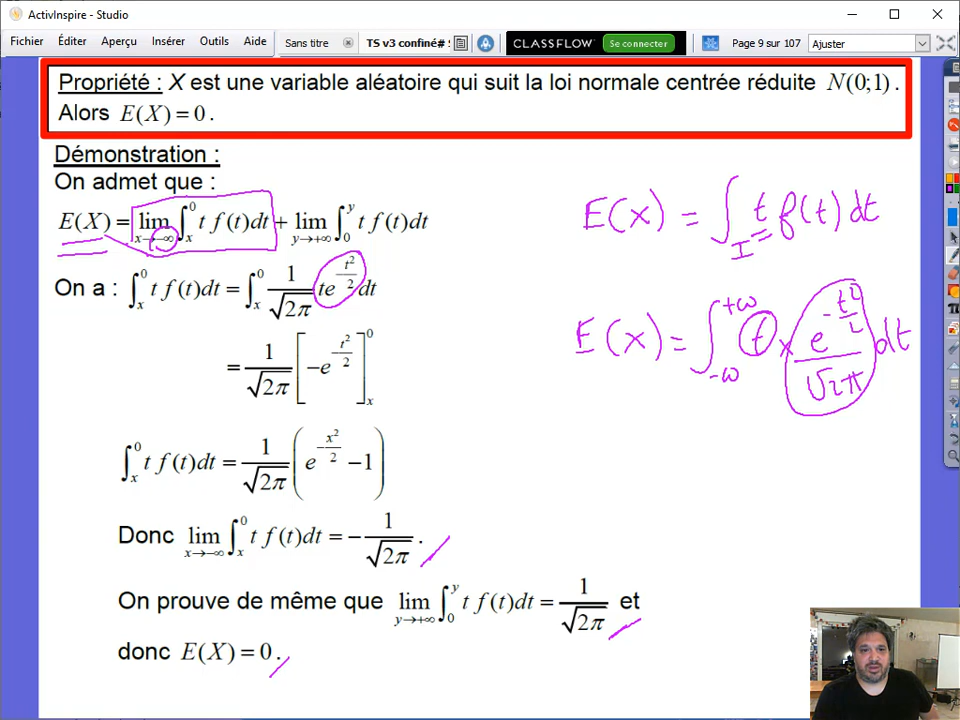 ActivInspire - Studio
Fichier Éditer Aperçu Insérer Outils Aide Sans titre TS v3 confiné# CLASSFLOW Se connecter Page 9 sur 107 Ajuster
Propriété : X est une variable aléatoire qui suit la loi normale centrée réduite N(0;1).
Alors E(X)=0.
Démonstration :
On admet que :
E(X) = lim x→−∞ ∫_x^0 t f(t)dt + lim y→+∞ ∫_0^y t f(t)dt
E(X) = ∫_I t f(t) dt
On a : ∫_x^0 t f(t)dt = ∫_x^0 1/√2π te^(−t²/2) dt
E(X) = ∫_−∞^+∞ t × e^(−t²/2)/√2π dt
= 1/√2π [−e^(−t²/2)]_x^0
∫_x^0 t f(t)dt = 1/√2π (e^(−x²/2) −1)
Donc lim x→−∞ ∫_x^0 t f(t)dt = −1/√2π.
On prouve de même que lim y→+∞ ∫_0^y t f(t)dt = 1/√2π et
donc E(X)=0.